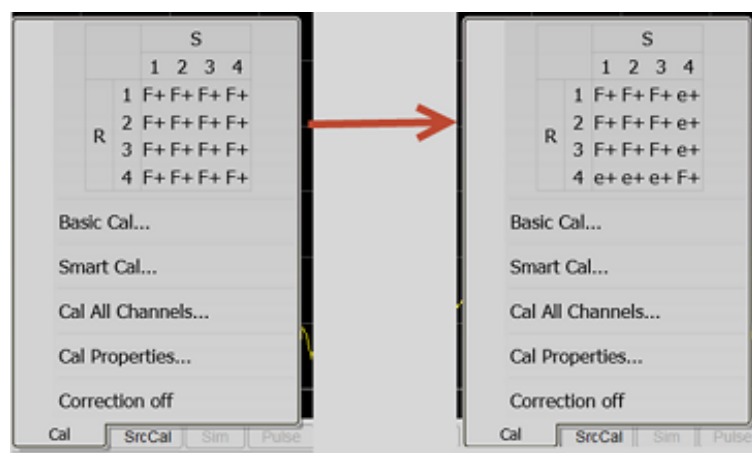 S
1 2 3 4
1 F+ F+ F+ F+
2 F+ F+ F+ F+
R
3 F+ F+ F+ F+
4 F+ F+ F+ F+
Basic Cal...
Smart Cal...
Cal All Channels...
Cal Properties...
Correction off
Cal SrcCal Sim Pulse
S
1 2 3 4
1 F+ F+ F+ e+
2 F+ F+ F+ e+
R
3 F+ F+ F+ e+
4 e+ e+ e+ F+
Basic Cal...
Smart Cal...
Cal All Channels...
Cal Properties...
Correction off
Cal SrcCal Sim Pulse